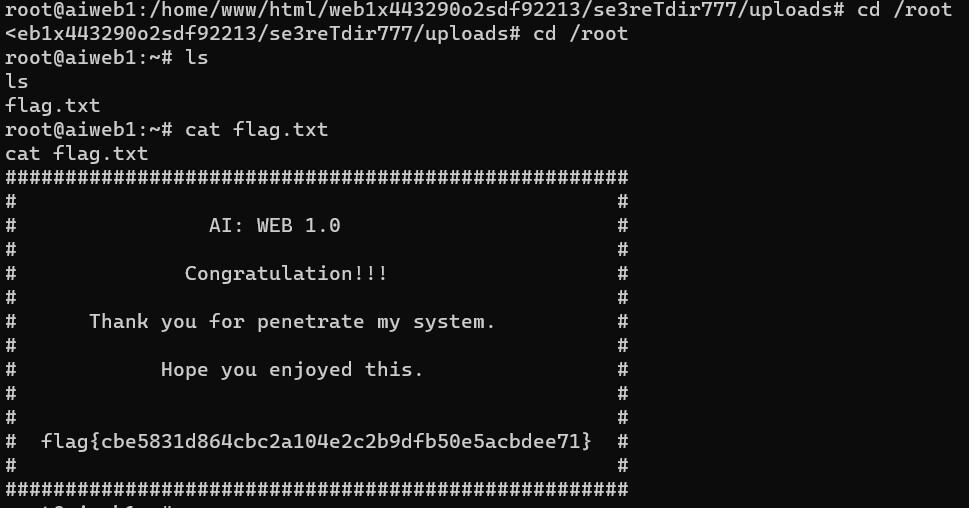 root@aiweb1:/home/www/html/web1x443290o2sdf92213/se3reTdir777/uploads# cd /root
<eb1x443290o2sdf92213/se3reTdir777/uploads# cd /root
root@aiweb1:~# ls
ls
flag.txt
root@aiweb1:~# cat flag.txt
cat flag.txt
####################################################
#                                                  #
#                AI: WEB 1.0                       #
#                                                  #
#              Congratulation!!!                   #
#                                                  #
#      Thank you for penetrate my system.          #
#                                                  #
#            Hope you enjoyed this.                #
#                                                  #
#                                                  #
#  flag{cbe5831d864cbc2a104e2c2b9dfb50e5acbdee71}  #
#                                                  #
####################################################